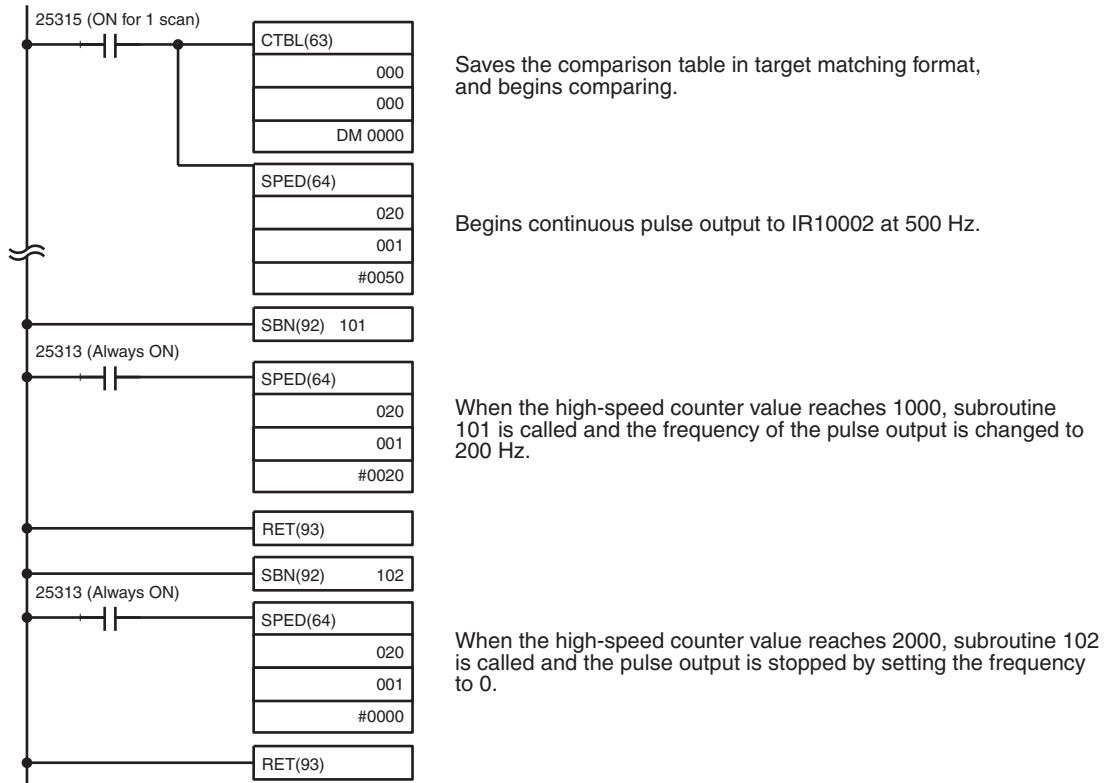 25315 (ON for 1 scan)
CTBL(63)
000
000
DM 0000
Saves the comparison table in target matching format,
and begins comparing.
SPED(64)
020
001
#0050
Begins continuous pulse output to IR10002 at 500 Hz.
SBN(92) 101
25313 (Always ON)
SPED(64)
020
001
#0020
When the high-speed counter value reaches 1000, subroutine
101 is called and the frequency of the pulse output is changed to
200 Hz.
RET(93)
SBN(92) 102
25313 (Always ON)
SPED(64)
020
001
#0000
When the high-speed counter value reaches 2000, subroutine 102
is called and the pulse output is stopped by setting the frequency
to 0.
RET(93)